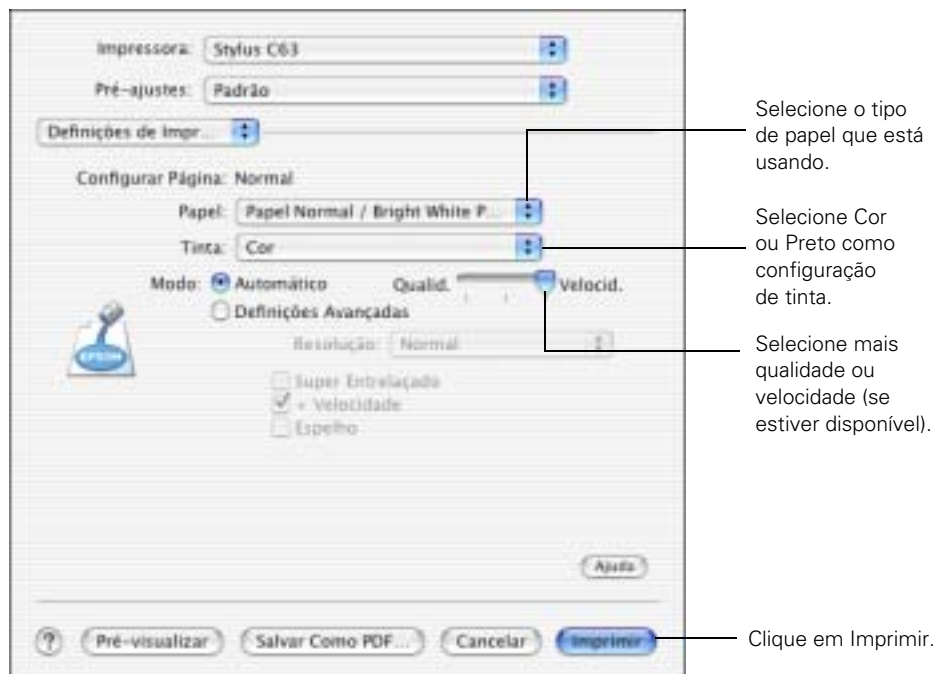 Impressora: Stylus C63
Pré-ajustes: Padrão
Definições de Impr...
Configurar Página: Normal
Papel: Papel Normal / Bright White P...
Tinta: Cor
Modo: Automático Qualid. Velocid.
Definições Avançadas
Resolução: Normal
Super Entrelaçado
+ Velocidade
Espelho
EPSON
Ajuda
? Pré-visualizar Salvar Como PDF... Cancelar Imprimir
Selecione o tipo
de papel que está
usando.
Selecione Cor
ou Preto como
configuração
de tinta.
Selecione mais
qualidade ou
velocidade (se
estiver disponível).
Clique em Imprimir.